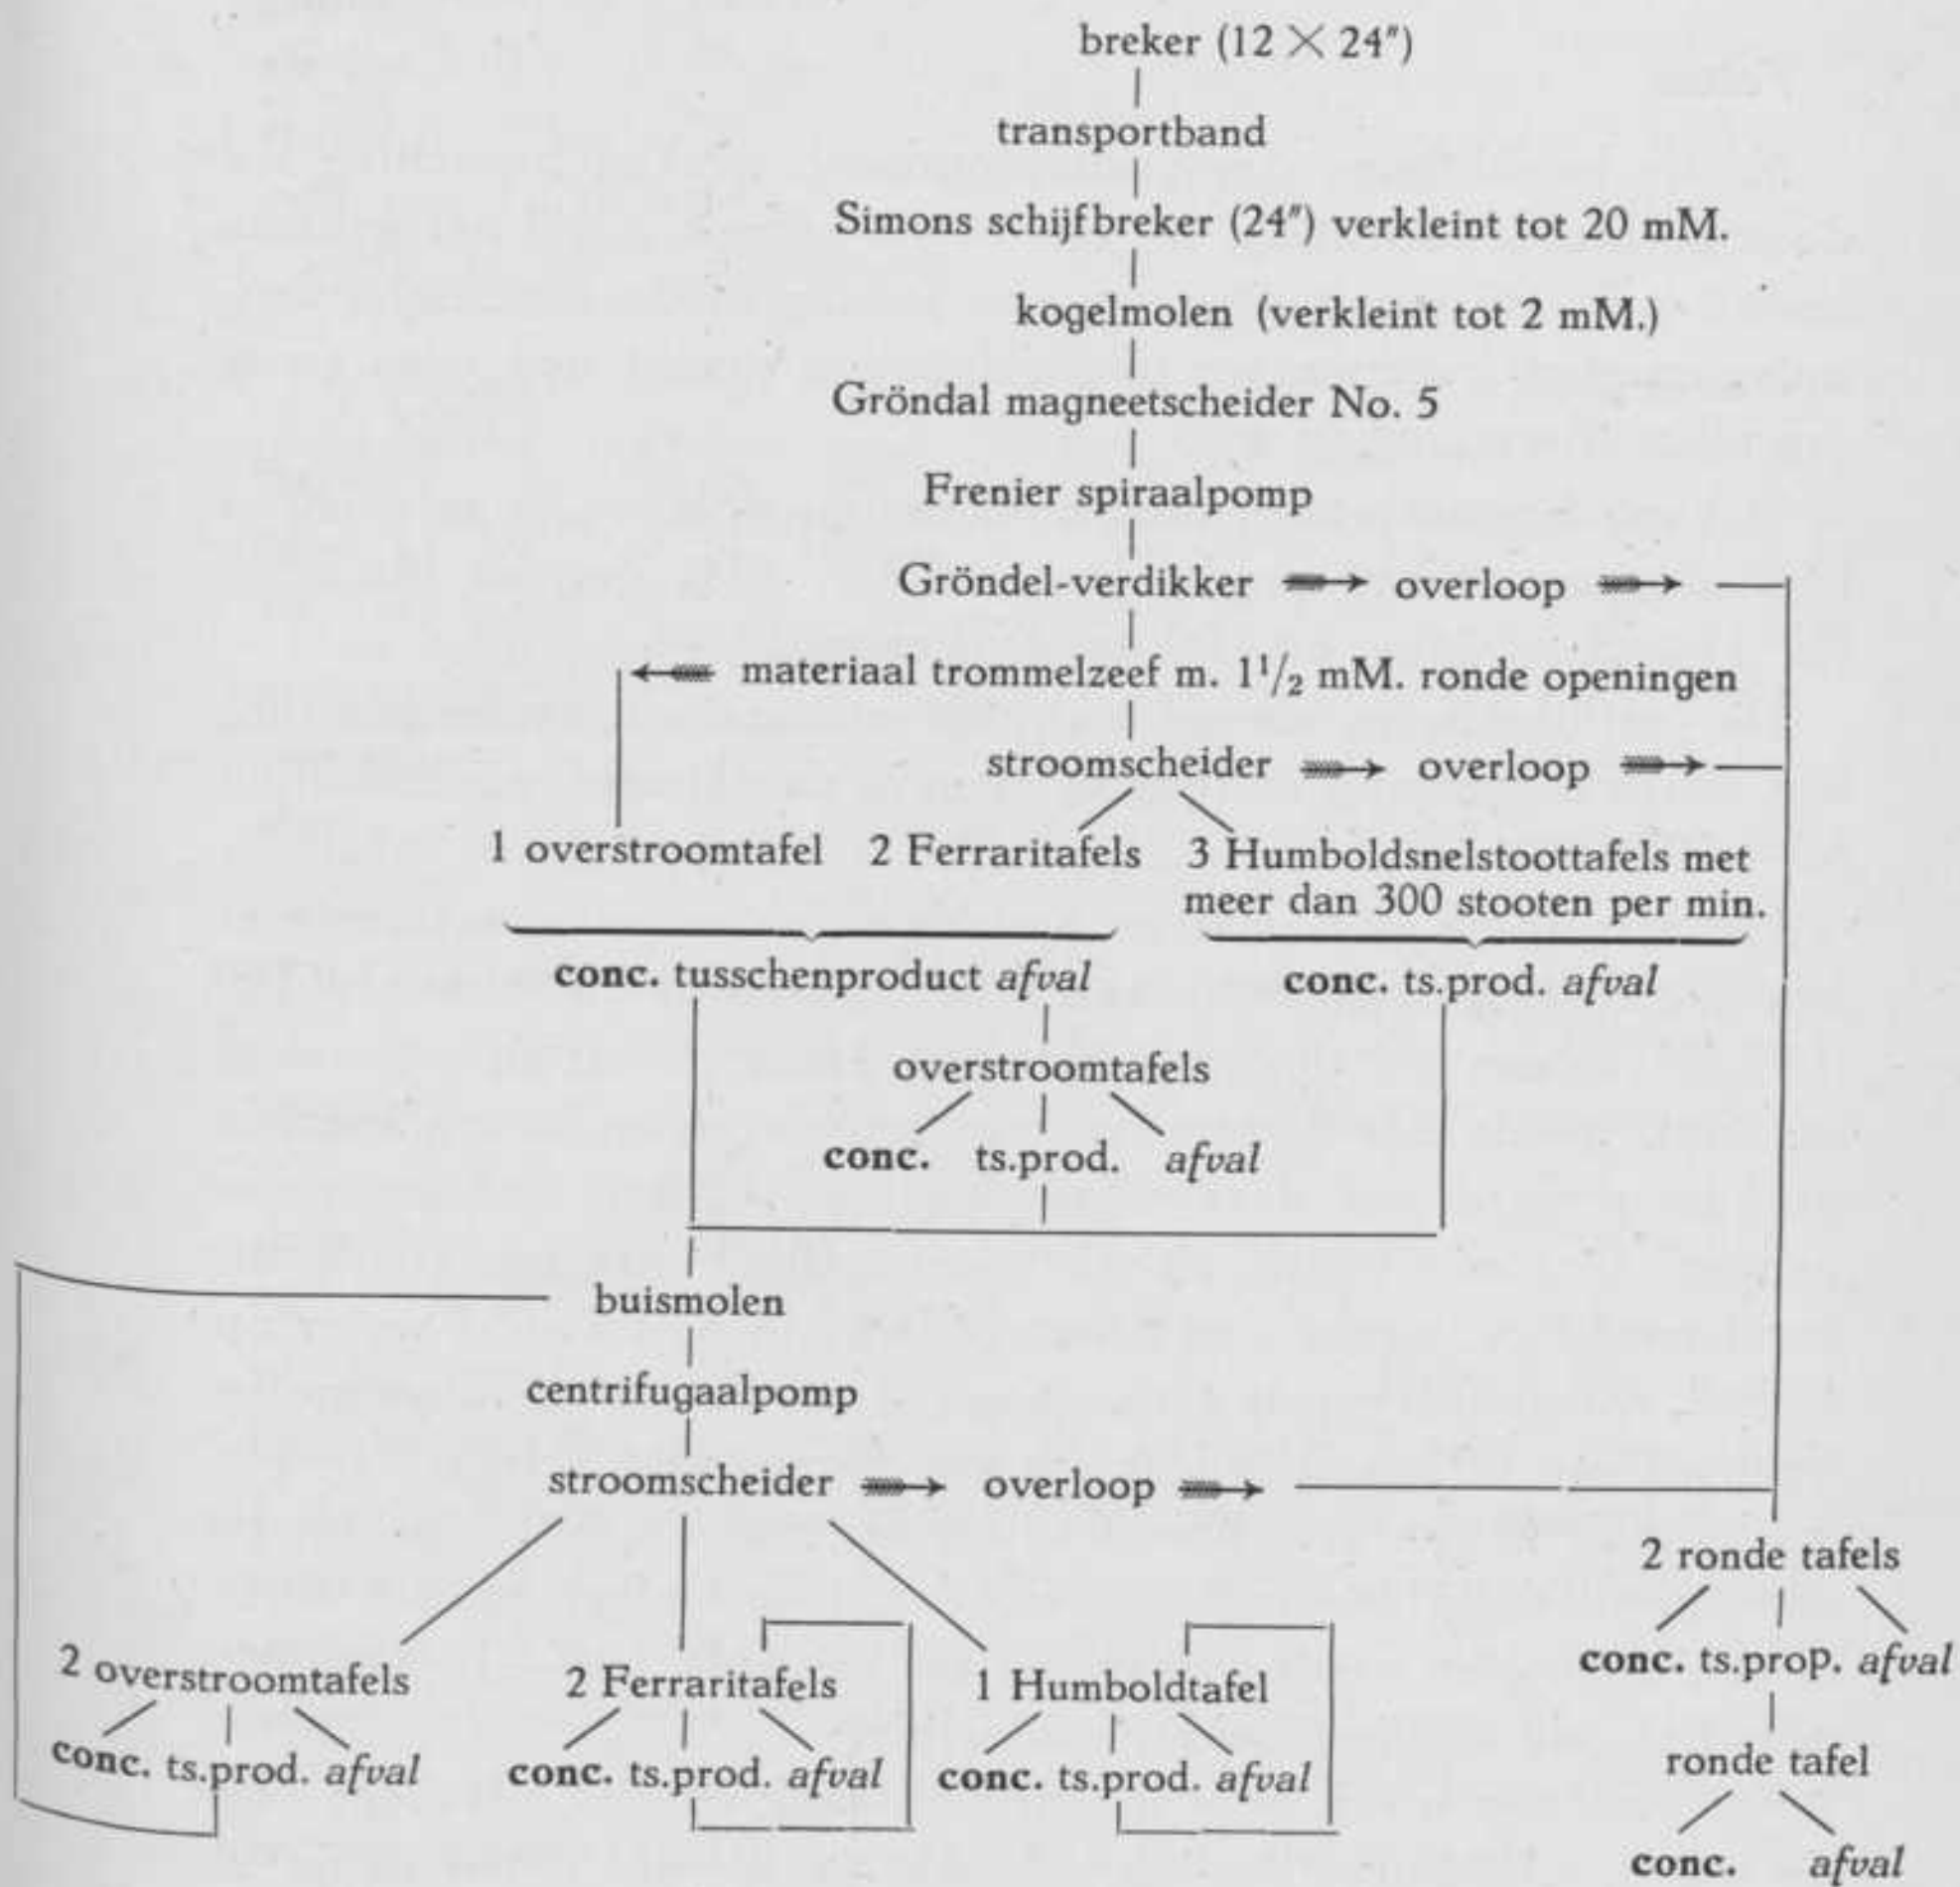 breker (12 × 24″)
transportband
Simons schijfbreker (24″) verkleint tot 20 mM.
kogelmolen (verkleint tot 2 mM.)
Gröndal magneetscheider No. 5
Frenier spiraalpomp
Gröndel-verdikker overloop
materiaal trommelzeef m. 1¹/₂ mM. ronde openingen
stroomscheider overloop
1 overstroomtafel 2 Ferraritafels 3 Humboldsnelstoottafels met
meer dan 300 stooten per min.
conc. tusschenproduct afval conc. ts.prod. afval
overstroomtafels
conc. ts.prod. afval
buismolen
centrifugaalpomp
stroomscheider overloop
2 ronde tafels
conc. ts.prop. afval
2 overstroomtafels 2 Ferraritafels 1 Humboldtafel
conc. ts.prod. afval conc. ts.prod. afval conc. ts.prod. afval
ronde tafel
conc. afval